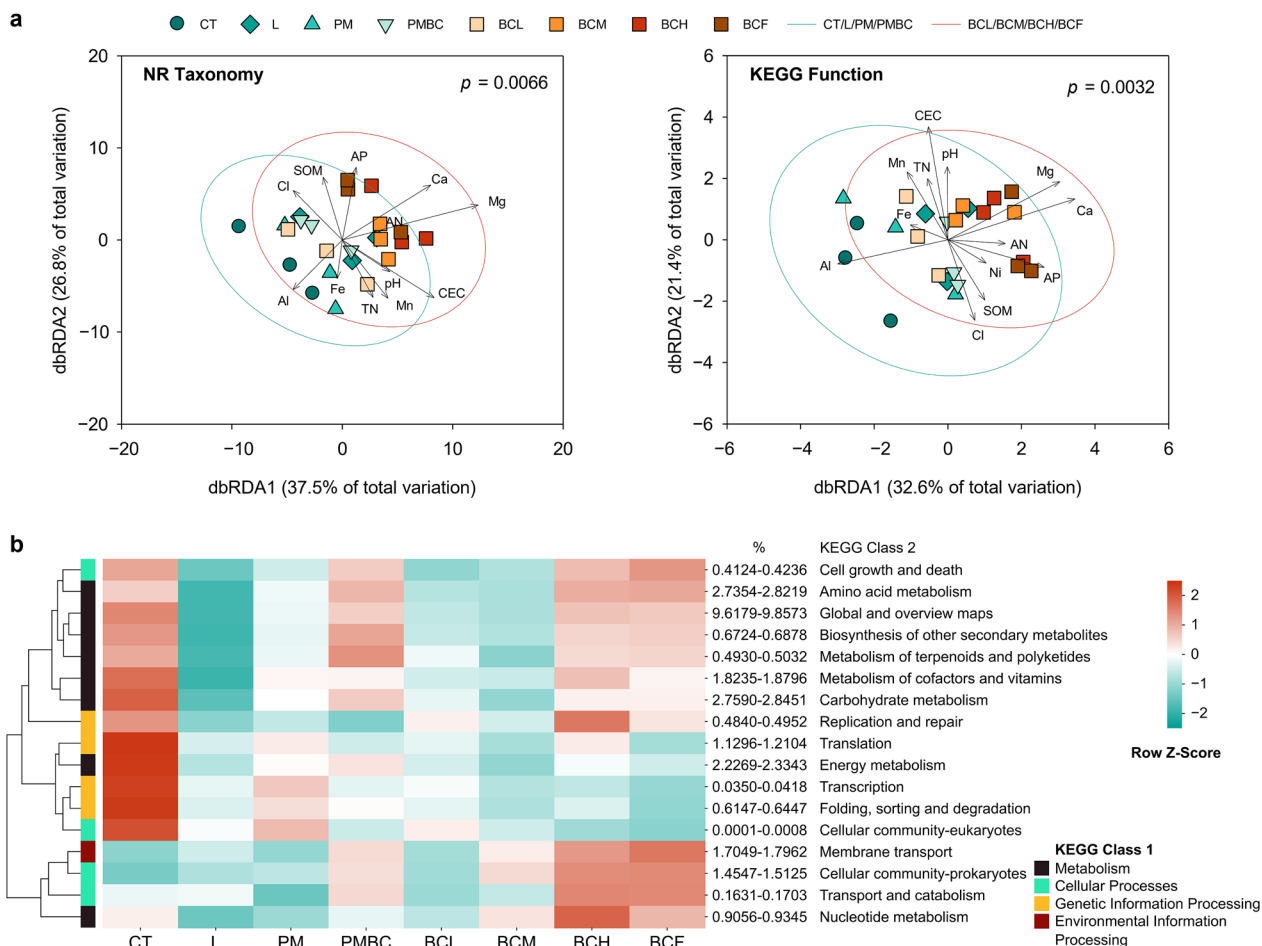 a
CT L PM PMBC BCL BCM BCH BCF CT/L/PM/PMBC BCL/BCM/BCH/BCF
NR Taxonomy
p = 0.0066
dbRDA2 (26.8% of total variation)
20
10
0
−10
−20
AP
SOM
Cl
Ca
Mg
AN
Al
Fe
pH
TN
Mn
CEC
−20 −10 0 10 20
dbRDA1 (37.5% of total variation)
KEGG Function
p = 0.0032
dbRDA2 (21.4% of total variation)
6
4
2
0
−2
−4
−6
CEC
pH
Mn
TN
Mg
Ca
Fe
AN
Al
Ni
AP
SOM
Cl
−6 −4 −2 0 2 4 6
dbRDA1 (32.6% of total variation)
b
% KEGG Class 2
0.4124-0.4236 Cell growth and death
2.7354-2.8219 Amino acid metabolism
9.6179-9.8573 Global and overview maps
0.6724-0.6878 Biosynthesis of other secondary metabolites
0.4930-0.5032 Metabolism of terpenoids and polyketides
1.8235-1.8796 Metabolism of cofactors and vitamins
2.7590-2.8451 Carbohydrate metabolism
0.4840-0.4952 Replication and repair
1.1296-1.2104 Translation
2.2269-2.3343 Energy metabolism
0.0350-0.0418 Transcription
0.6147-0.6447 Folding, sorting and degradation
0.0001-0.0008 Cellular community-eukaryotes
1.7049-1.7962 Membrane transport
1.4547-1.5125 Cellular community-prokaryotes
0.1631-0.1703 Transport and catabolism
0.9056-0.9345 Nucleotide metabolism
CT L PM PMBC BCL BCM BCH BCF
2
1
0
−1
−2
Row Z-Score
KEGG Class 1
Metabolism
Cellular Processes
Genetic Information Processing
Environmental Information
Processing